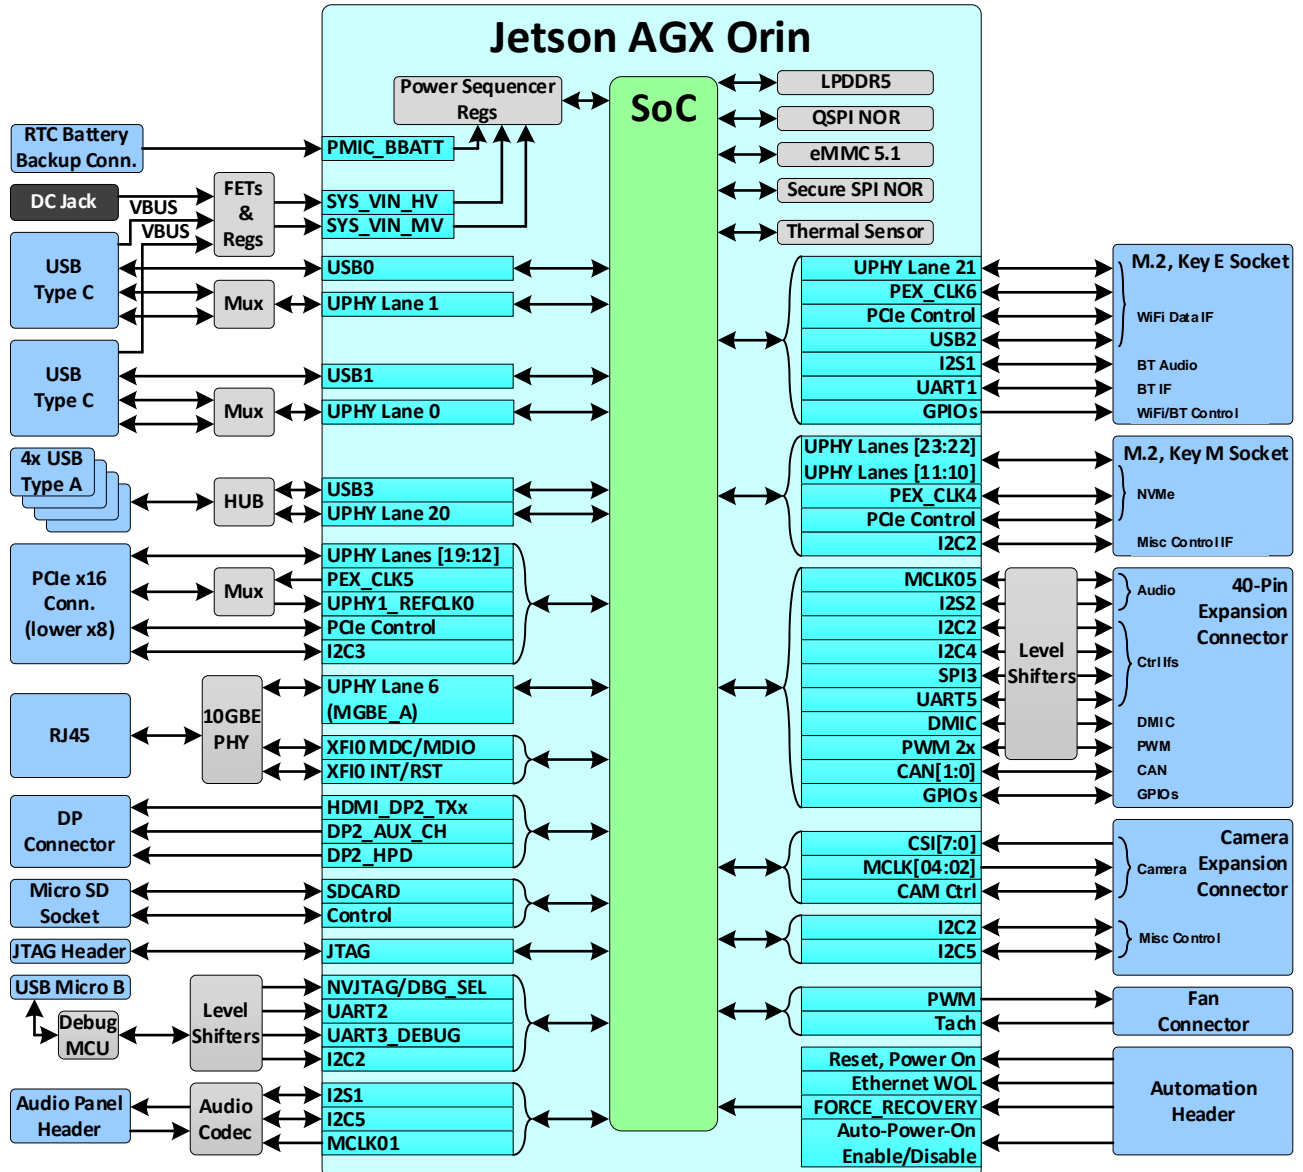 Jetson AGX Orin
Power Sequencer
Regs
SoC
LPDDR5
QSPI NOR
eMMC 5.1
Secure SPI NOR
Thermal Sensor
RTC Battery
Backup Conn.
PMIC_BBATT
DC Jack
VBUS
VBUS
FETs
&
Regs
SYS_VIN_HV
SYS_VIN_MV
USB
Type C
USB0
Mux
UPHY Lane 1
USB
Type C
USB1
Mux
UPHY Lane 0
4x USB
Type A
HUB
USB3
UPHY Lane 20
PCIe x16
Conn.
(lower x8)
Mux
UPHY Lanes [19:12]
PEX_CLK5
UPHY1_REFCLK0
PCIe Control
I2C3
RJ45
10GBE
PHY
UPHY Lane 6
(MGBE_A)
XFI0 MDC/MDIO
XFI0 INT/RST
DP
Connector
HDMI_DP2_TXx
DP2_AUX_CH
DP2_HPD
Micro SD
Socket
SDCARD
Control
JTAG Header
JTAG
USB Micro B
Debug
MCU
Level
Shifters
NVJTAG/DBG_SEL
UART2
UART3_DEBUG
I2C2
Audio Panel
Header
Audio
Codec
I2S1
I2C5
MCLK01
UPHY Lane 21
PEX_CLK6
PCIe Control
USB2
I2S1
UART1
GPIOs
M.2, Key E Socket
WiFi Data IF
BT Audio
BT IF
WiFi/BT Control
UPHY Lanes [23:22]
UPHY Lanes [11:10]
PEX_CLK4
PCIe Control
I2C2
M.2, Key M Socket
NVMe
Misc Control IF
MCLK05
I2S2
I2C2
I2C4
SPI3
UART5
DMIC
PWM 2x
CAN[1:0]
GPIOs
Level
Shifters
40-Pin
Expansion
Connector
Audio
Ctrl Ifs
DMIC
PWM
CAN
GPIOs
CSI[7:0]
MCLK[04:02]
CAM Ctrl
I2C2
I2C5
Camera
Expansion
Connector
Camera
Misc Control
PWM
Tach
Fan
Connector
Reset, Power On
Ethernet WOL
FORCE_RECOVERY
Auto-Power-On
Enable/Disable
Automation
Header